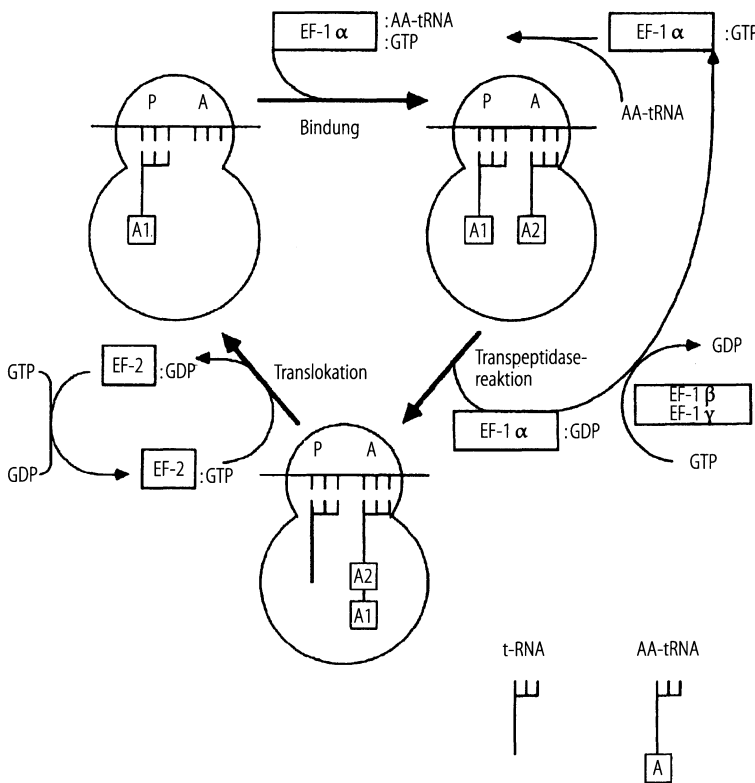 EF-1 α
:AA-tRNA
:GTP
EF-1 α :GTP
AA-tRNA
P A
Bindung
P A
A1.
A1 A2
GTP
EF-2 :GDP
Translokation
Transpeptidase-
reaktion
GDP
EF-1 β
EF-1 γ
GTP
EF-1 α :GDP
GDP
EF-2 :GTP
P A
A2
A1
t-RNA AA-tRNA
A